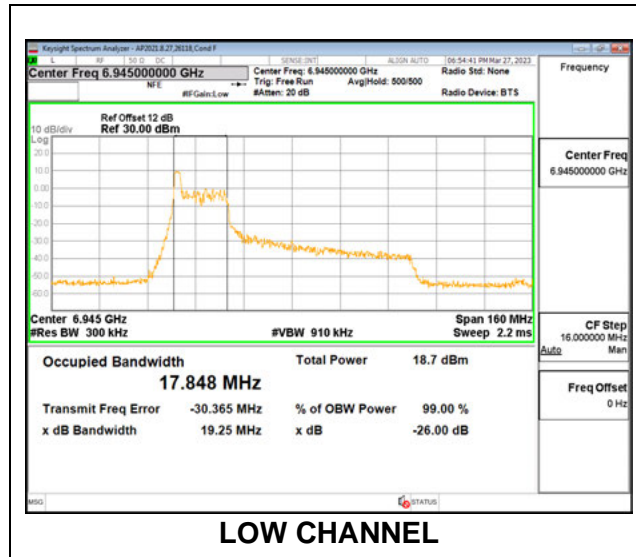 Keysight Spectrum Analyzer - AP2021.8.27,26118,Cond F
L RF 50 Ω DC SENSE:INT ALIGN AUTO 06:54:41 PM Mar 27, 2023
Center Freq 6.945000000 GHz
NFE
#IFGain:Low
Center Freq: 6.945000000 GHz
Trig: Free Run Avg|Hold: 500/500
#Atten: 20 dB
Radio Std: None
Radio Device: BTS
Frequency
Ref Offset 12 dB
10 dB/div Ref 30.00 dBm
Log
20.0
10.0
0.00
-10.0
-20.0
-30.0
-40.0
-50.0
-60.0
Center Freq
6.945000000 GHz
Center 6.945 GHz Span 160 MHz
#Res BW 300 kHz #VBW 910 kHz Sweep 2.2 ms
CF Step
16.000000 MHz
Auto Man
Occupied Bandwidth Total Power 18.7 dBm
17.848 MHz
Transmit Freq Error -30.365 MHz % of OBW Power 99.00 %
x dB Bandwidth 19.25 MHz x dB -26.00 dB
Freq Offset
0 Hz
MSG STATUS
LOW CHANNEL